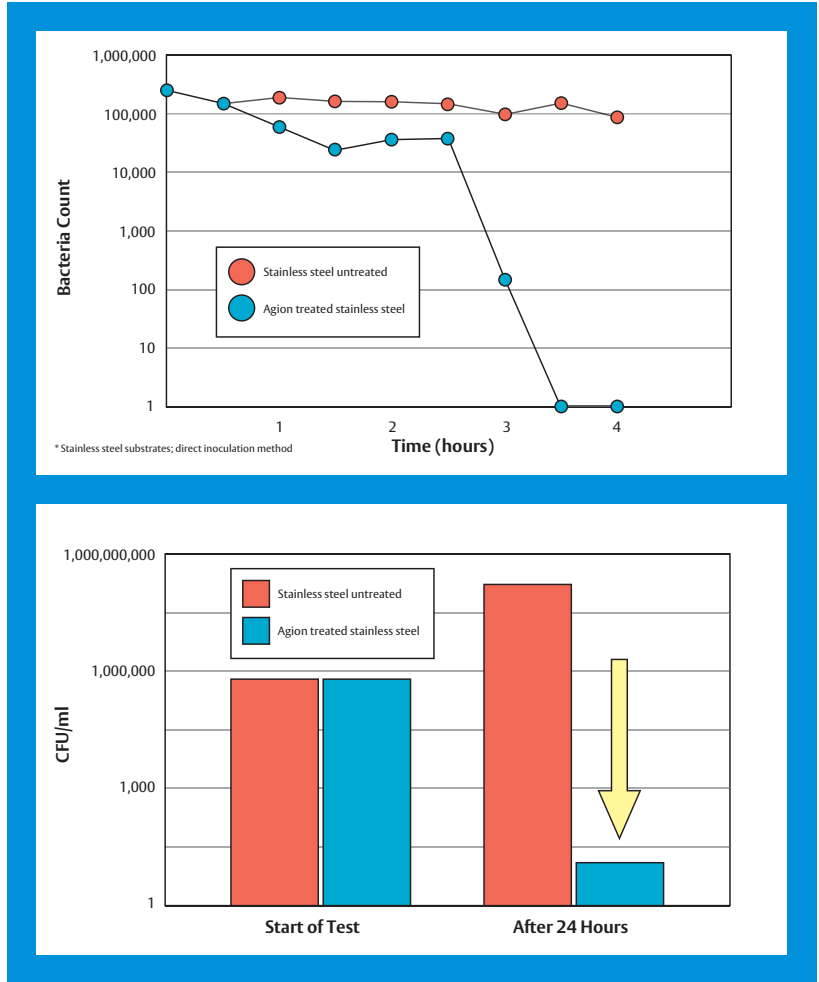 1,000,000
100,000
10,000
1,000
100
10
1
Bacteria Count
Stainless steel untreated
Agion treated stainless steel
1 2 3 4
* Stainless steel substrates; direct inoculation method
Time (hours)
1,000,000,000
1,000,000
1,000
1
CFU/ml
Stainless steel untreated
Agion treated stainless steel
Start of Test After 24 Hours